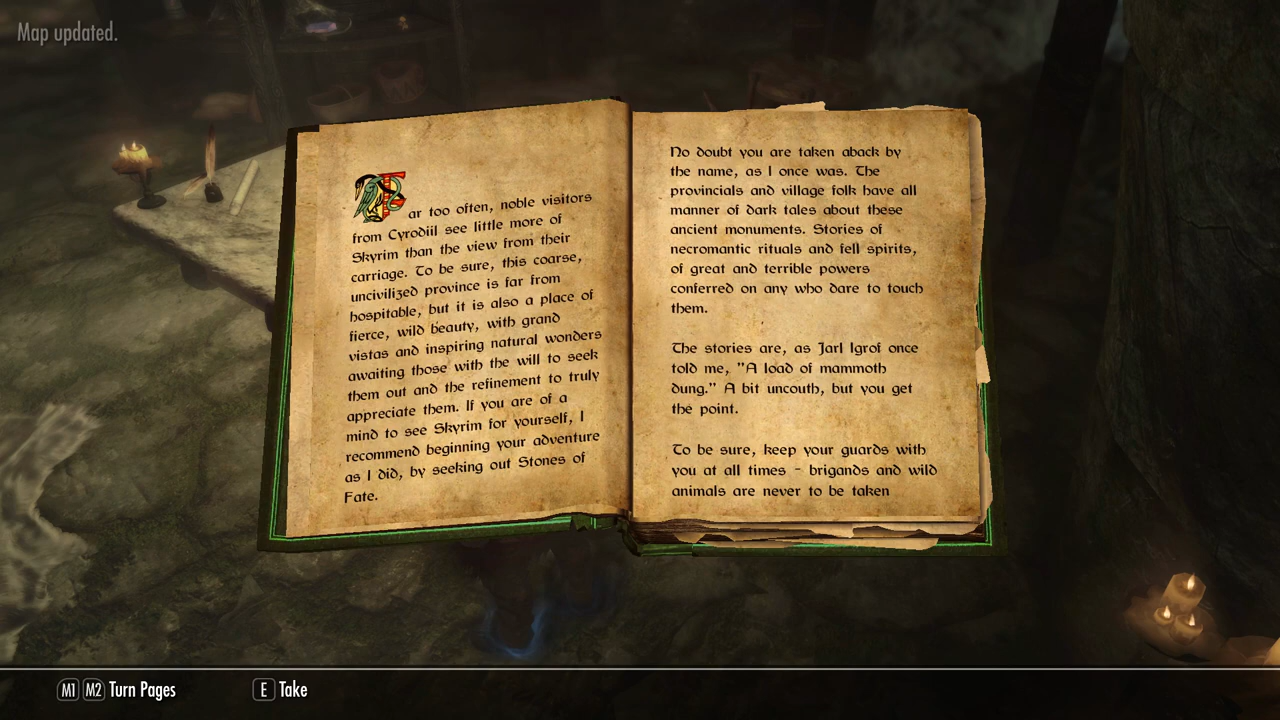 Map updated.
Far too often, noble visitors
from Cyrodiil see little more of
Skyrim than the view from their
carriage. To be sure, this coarse,
uncivilized province is far from
hospitable, but it is also a place of
fierce, wild beauty, with grand
vistas and inspiring natural wonders
awaiting those with the will to seek
them out and the refinement to truly
appreciate them. If you are of a
mind to see Skyrim for yourself, I
recommend beginning your adventure
as I did, by seeking out Stones of
Fate.
No doubt you are taken aback by
the name, as I once was. The
provincials and village folk have all
manner of dark tales about these
ancient monuments. Stories of
necromantic rituals and fell spirits,
of great and terrible powers
conferred on any who dare to touch
them.
The stories are, as Jarl Igrof once
told me, "A load of mammoth
dung." A bit uncouth, but you get
the point.
To be sure, keep your guards with
you at all times - brigands and wild
animals are never to be taken
M1 M2 Turn Pages
E Take